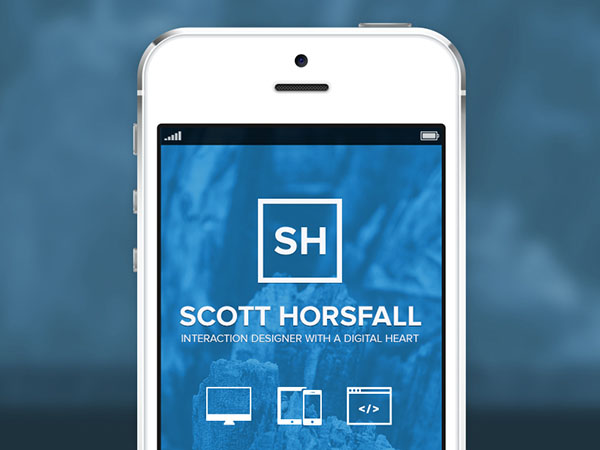 SH
SCOTT HORSFALL
INTERACTION DESIGNER WITH A DIGITAL HEART
</>